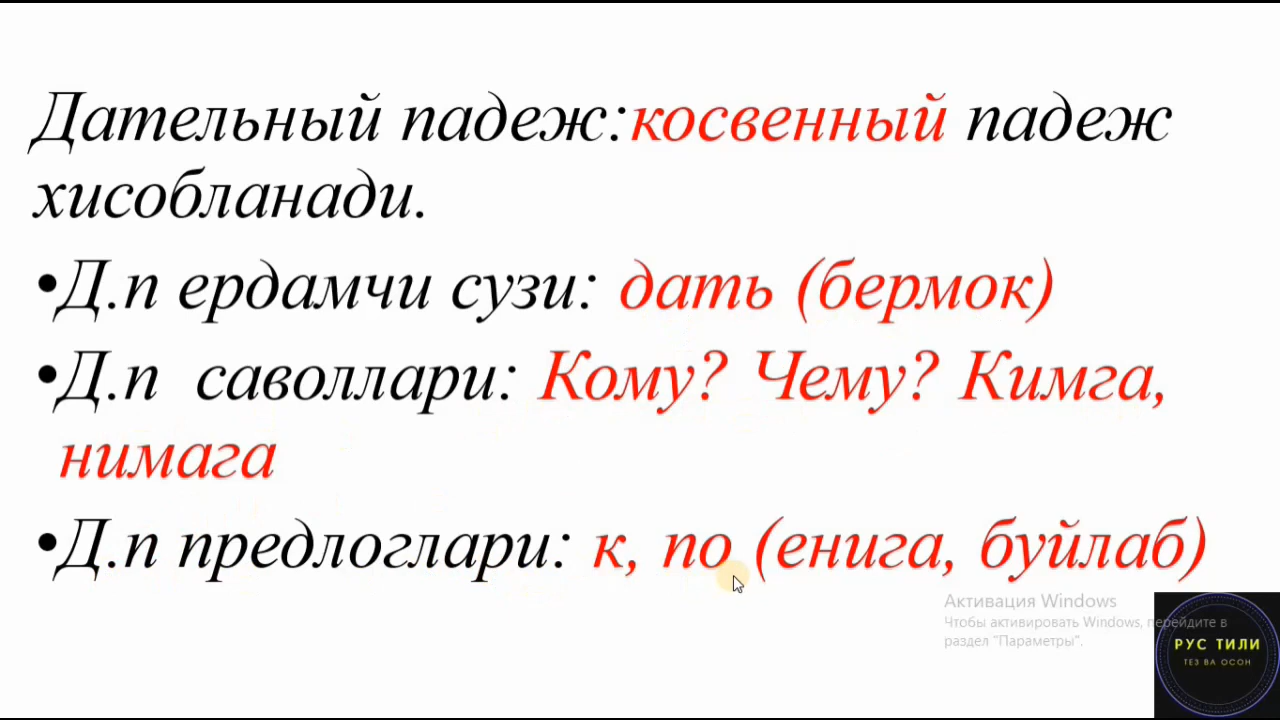 Дательный падеж:косвенный падеж
хисобланади.
•Д.п ердамчи сузи: дать (бермок)
•Д.п саволлари: Кому? Чему? Кимга,
нимага
•Д.п предлоглари: к, по (енига, буйлаб)
Активация Windows
Чтобы активировать Windows, перейдите в
раздел "Параметры".
РУС ТИЛИ
ТЕЗ ВА ОСОН